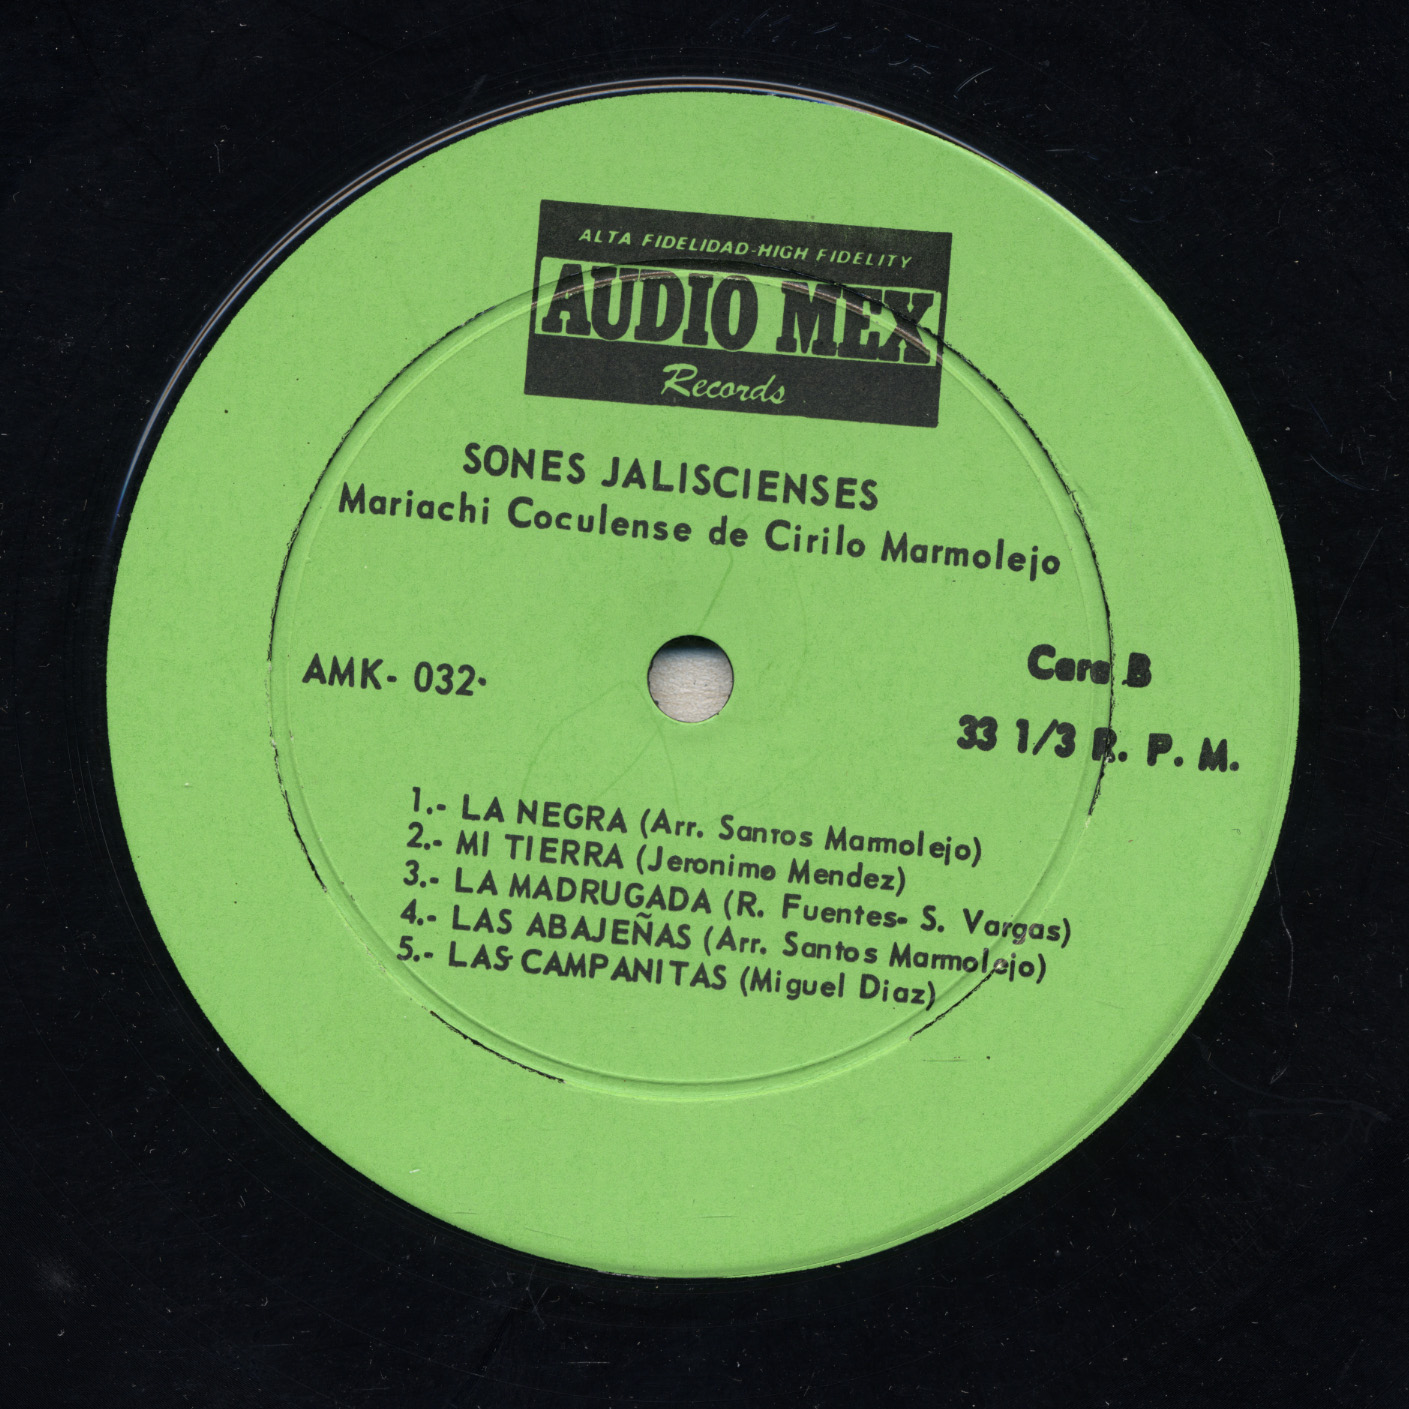 ALTA FIDELIDAD-HIGH FIDELITY
AUDIO MEX
Records
SONES JALISCIENSES
Mariachi Coculense de Cirilo Marmolejo
AMK- 032·
Cara B
33 1/3 R. P. M.
1.- LA NEGRA (Arr. Santos Marmolejo)
2.- MI TIERRA (Jeronimo Mendez)
3.- LA MADRUGADA (R. Fuentes- S. Vargas)
4.- LAS ABAJEÑAS (Arr. Santos Marmolejo)
5.- LAS CAMPANITAS (Miguel Diaz)